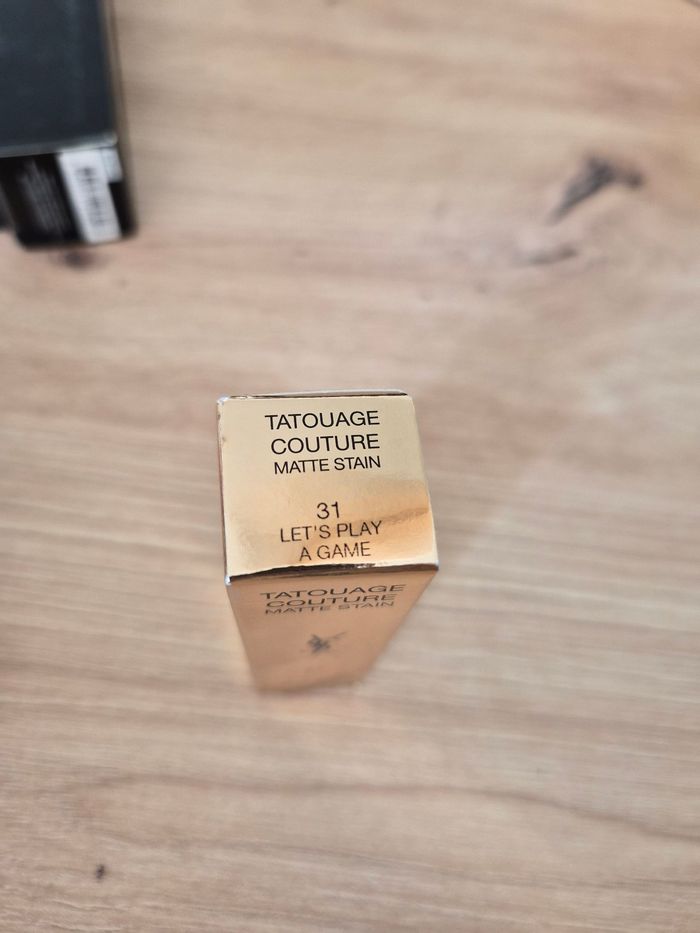 TATOUAGE
COUTURE
MATTE STAIN
31
LET'S PLAY
A GAME
TATOUAGE
COUTURE
MATTE STAIN